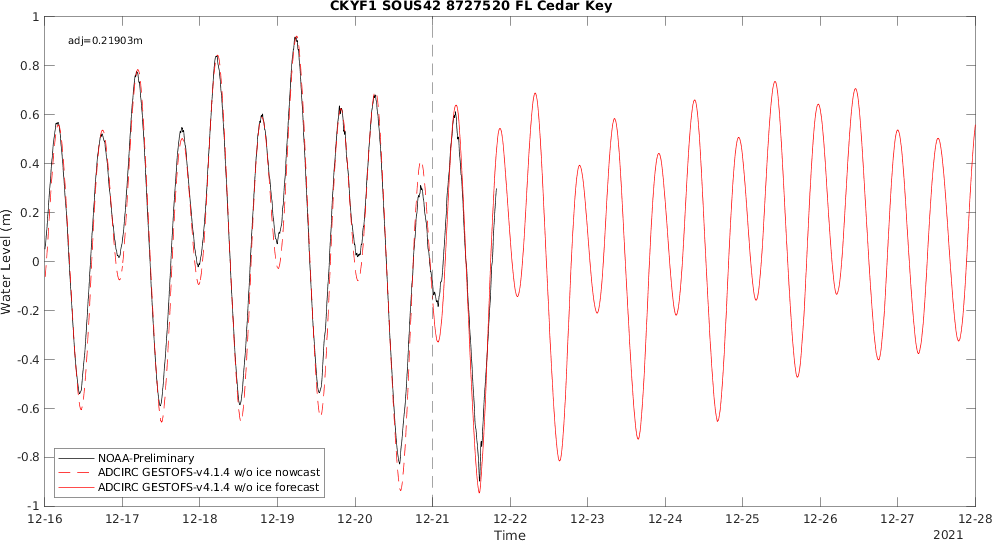 CKYF1 SOUS42 8727520 FL Cedar Key
adj=0.21903m
1
0.8
0.6
0.4
0.2
0
-0.2
-0.4
-0.6
-0.8
-1
Water Level (m)
NOAA-Preliminary
ADCIRC GESTOFS-v4.1.4 w/o ice nowcast
ADCIRC GESTOFS-v4.1.4 w/o ice forecast
12-16 12-17 12-18 12-19 12-20 12-21 12-22 12-23 12-24 12-25 12-26 12-27 12-28
Time
2021